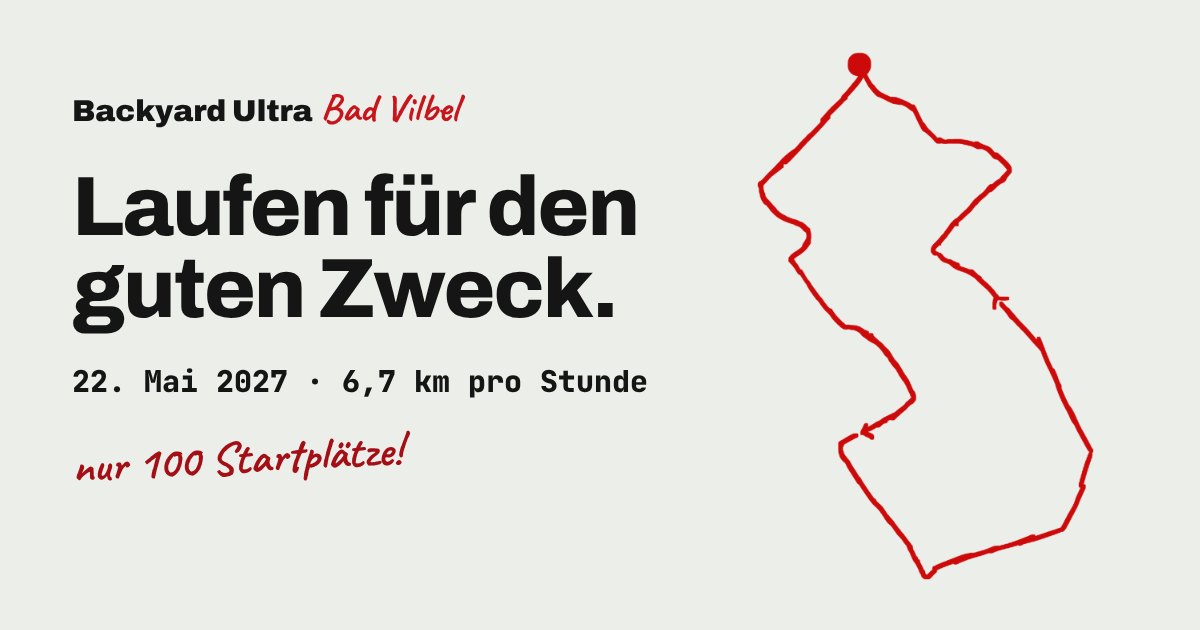 Backyard Ultra Bad Vilbel
Laufen für den
guten Zweck.
22. Mai 2027 · 6,7 km pro Stunde
nur 100 Startplätze!